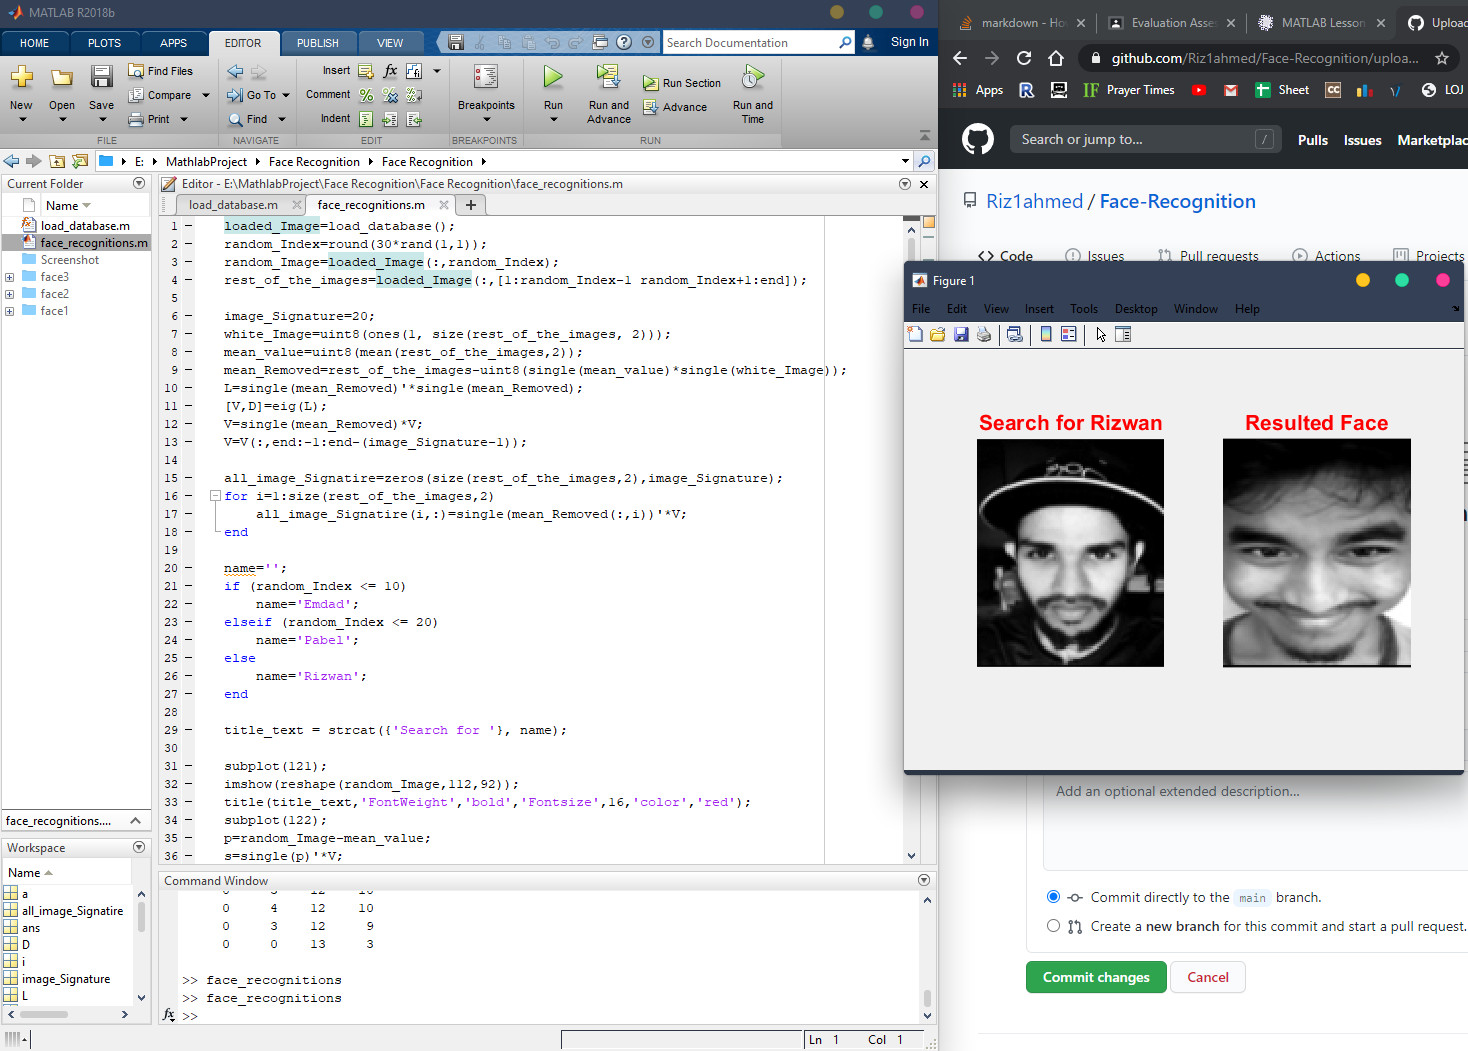 MATLAB R2018b
HOME
PLOTS
APPS
EDITOR
PUBLISH
VIEW
Search Documentation
Sign In
New
Open
Save
Find Files
Compare
Print
Go To
Find
Insert
Comment
Indent
fx
Breakpoints
Run
Run and Advance
Run Section
Advance
Run and Time
FILE
NAVIGATE
EDIT
BREAKPOINTS
RUN
E: MathlabProject Face Recognition Face Recognition
Current Folder
Name
load_database.m
face_recognitions.m
Screenshot
face3
face2
face1
face_recognitions....
Workspace
Name
a
all_image_Signatire
ans
D
i
image_Signature
L
Editor - E:\MathlabProject\Face Recognition\Face Recognition\face_recognitions.m
load_database.m
face_recognitions.m
1 loaded_Image=load_database();
2 random_Index=round(30*rand(1,1));
3 random_Image=loaded_Image(:,random_Index);
4 rest_of_the_images=loaded_Image(:,[1:random_Index-1 random_Index+1:end]);
5
6 image_Signature=20;
7 white_Image=uint8(ones(1, size(rest_of_the_images, 2)));
8 mean_value=uint8(mean(rest_of_the_images,2));
9 mean_Removed=rest_of_the_images-uint8(single(mean_value)*single(white_Image));
10 L=single(mean_Removed)'*single(mean_Removed);
11 [V,D]=eig(L);
12 V=single(mean_Removed)*V;
13 V=V(:,end:-1:end-(image_Signature-1));
14
15 all_image_Signatire=zeros(size(rest_of_the_images,2),image_Signature);
16 for i=1:size(rest_of_the_images,2)
17 all_image_Signatire(i,:)=single(mean_Removed(:,i))'*V;
18 end
19
20 name='';
21 if (random_Index <= 10)
22 name='Emdad';
23 elseif (random_Index <= 20)
24 name='Pabel';
25 else
26 name='Rizwan';
27 end
28
29 title_text = strcat({'Search for '}, name);
30
31 subplot(121);
32 imshow(reshape(random_Image,112,92));
33 title(title_text,'FontWeight','bold','Fontsize',16,'color','red');
34 subplot(122);
35 p=random_Image-mean_value;
36 s=single(p)'*V;
Command Window
0 4 12 10
0 3 12 9
0 0 13 3
>> face_recognitions
>> face_recognitions
fx >>
Ln 1 Col 1
markdown - Ho
Evaluation Asse
MATLAB Lesson
Upload
github.com/Riz1ahmed/Face-Recognition/uploa...
Apps
Prayer Times
Sheet
CC
LOJ
Search or jump to...
/
Pulls
Issues
Marketplac
Riz1ahmed / Face-Recognition
Code
Issues
Pull requests
Actions
Projects
Figure 1
File Edit View Insert Tools Desktop Window Help
Search for Rizwan
Resulted Face
Add an optional extended description...
Commit directly to the main branch.
Create a new branch for this commit and start a pull request.
Commit changes
Cancel